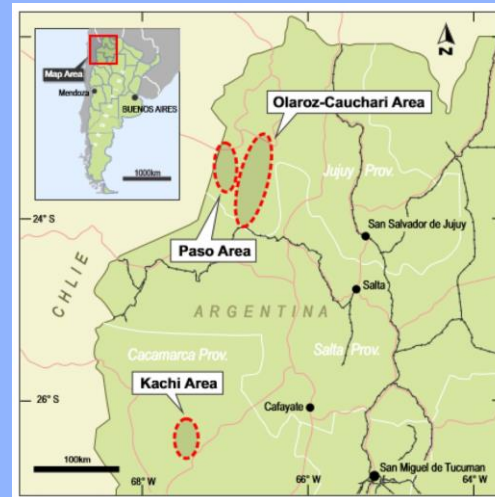 Map Area
Mendoza
BUENOS AIRES
1000km
N
Olaroz-Cauchari Area
Jujuy Prov.
24° S
San Salvador de Jujuy
Paso Area
CHLIE
Salta
ARGENTINA
Cacamarca Prov.
Salta Prov.
Kachi Area
26° S
Cafayate
100km
San Miguel de Tucuman
68° W
66° W
64° W